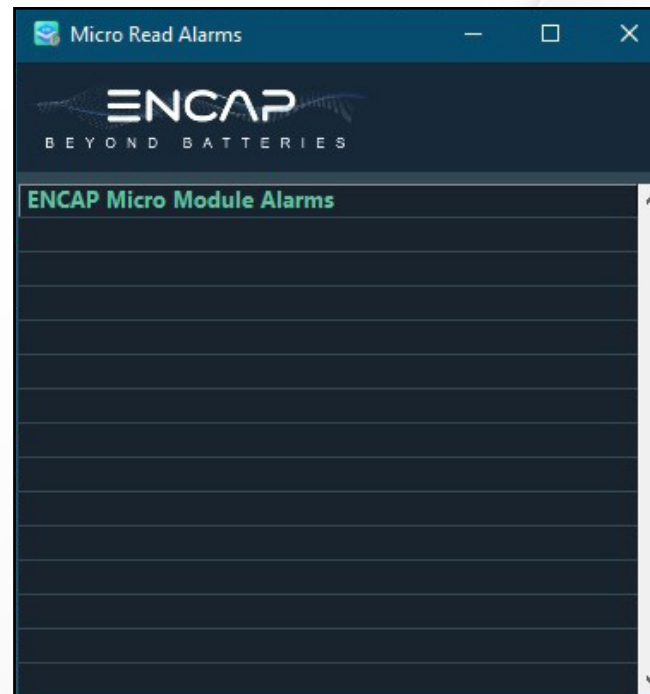 Micro Read Alarms
ENCAP
BEYOND BATTERIES
ENCAP Micro Module Alarms